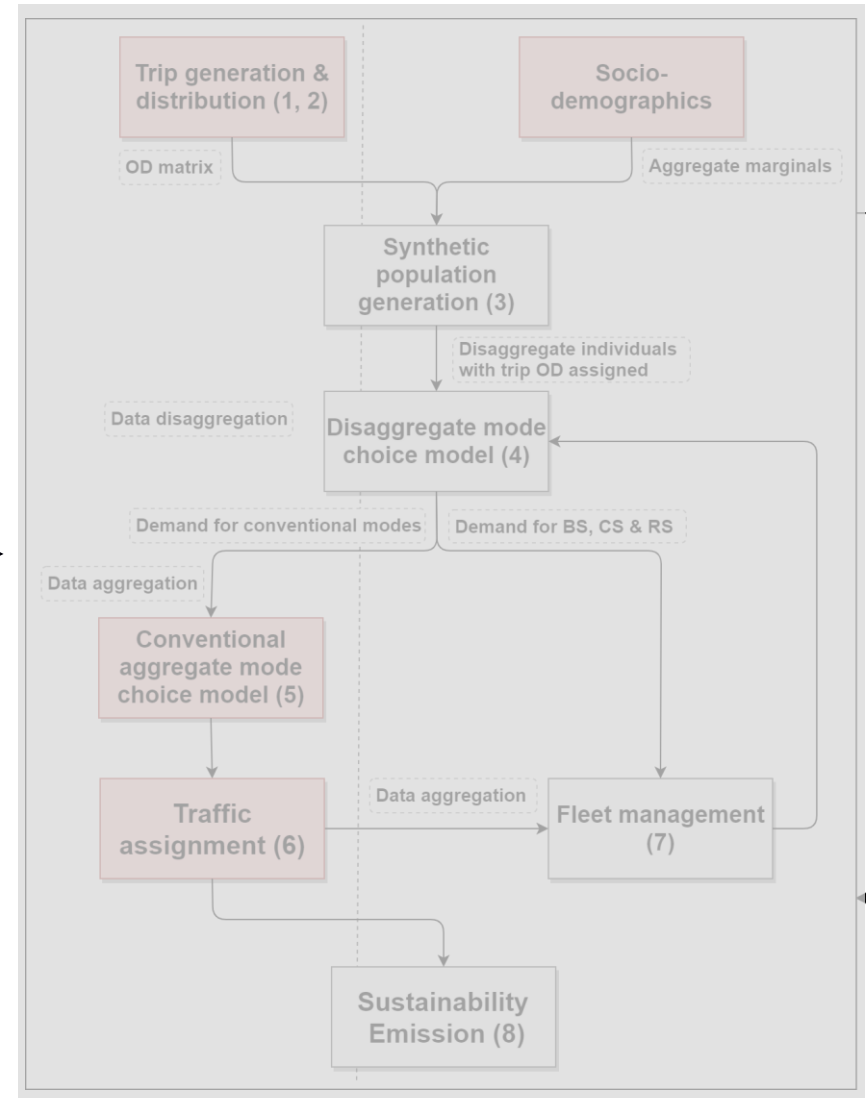 Trip generation &
distribution (1, 2)
Socio-
demographics
OD matrix
Aggregate marginals
Synthetic
population
generation (3)
Disaggregate individuals
with trip OD assigned
Data disaggregation
Disaggregate mode
choice model (4)
Demand for conventional modes
Demand for BS, CS & RS
Data aggregation
Conventional
aggregate mode
choice model (5)
Traffic
assignment (6)
Data aggregation
Fleet management
(7)
Sustainability
Emission (8)